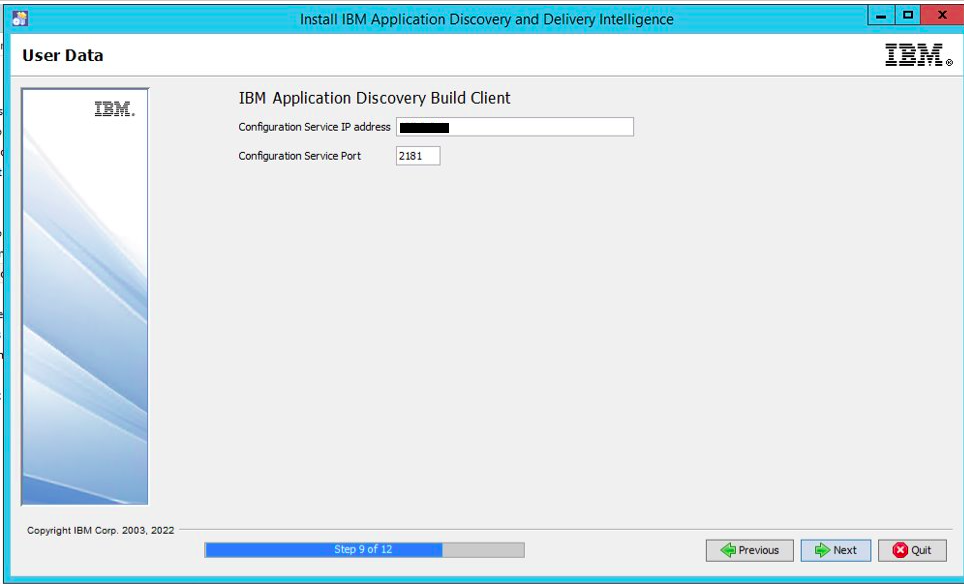 Install IBM Application Discovery and Delivery Intelligence
User Data
IBM®
IBM.
IBM Application Discovery Build Client
Configuration Service IP address
Configuration Service Port 2181
Copyright IBM Corp. 2003, 2022
Step 9 of 12
Previous Next Quit